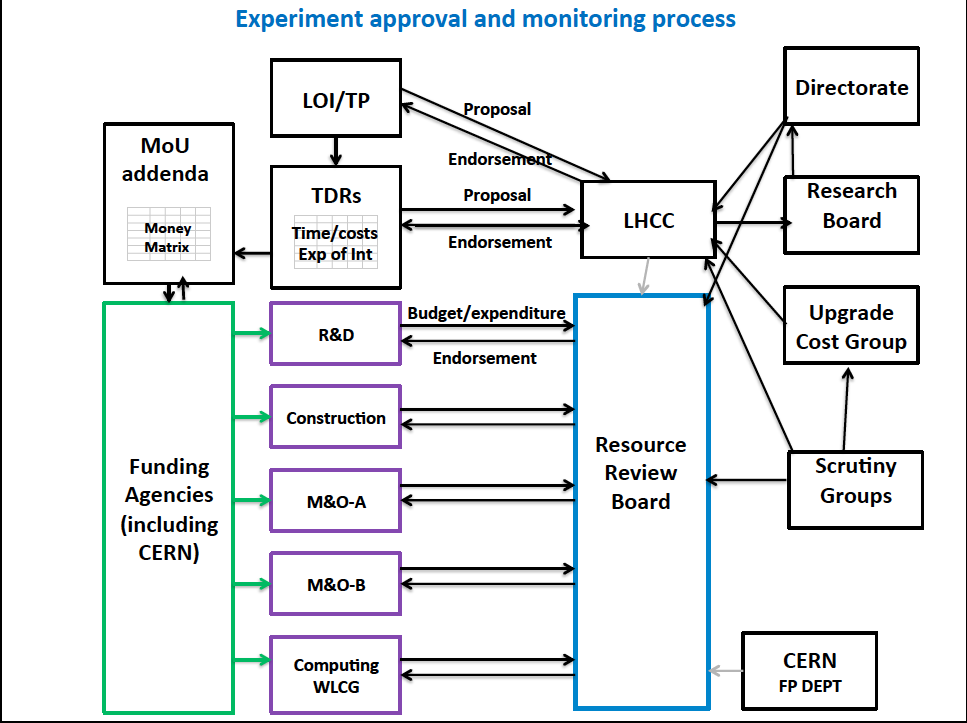 Experiment approval and monitoring process
LOI/TP
Proposal
Endorsement
Directorate
MoU
addenda
Money
Matrix
TDRs
Time/costs
Exp of Int
Proposal
Endorsement
LHCC
Research
Board
Upgrade
Cost Group
R&D
Budget/expenditure
Endorsement
Construction
Funding
Agencies
(including
CERN)
Resource
Review
Board
Scrutiny
Groups
M&O-A
M&O-B
Computing
WLCG
CERN
FP DEPT